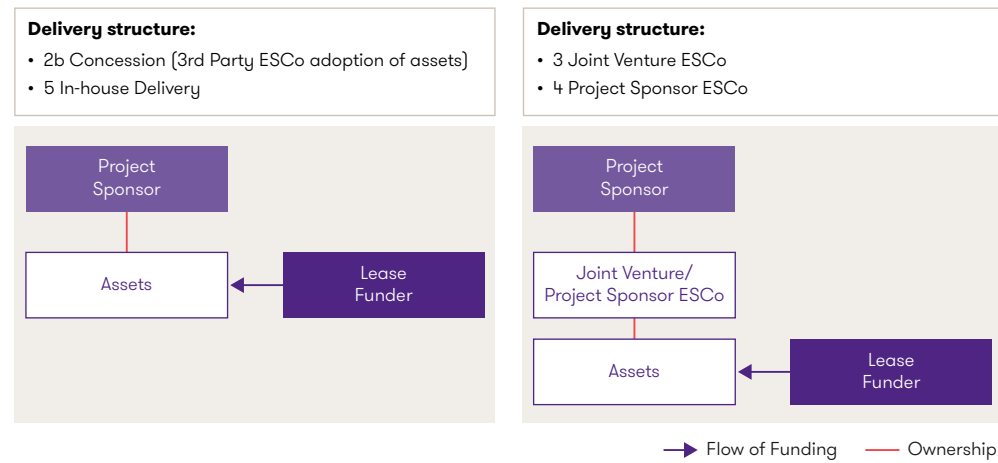 Delivery structure:
• 2b Concession (3rd Party ESCo adoption of assets)
• 5 In-house Delivery
Project
Sponsor
Assets
Lease
Funder
Delivery structure:
• 3 Joint Venture ESCo
• 4 Project Sponsor ESCo
Project
Sponsor
Joint Venture/
Project Sponsor ESCo
Assets
Lease
Funder
Flow of Funding
Ownership